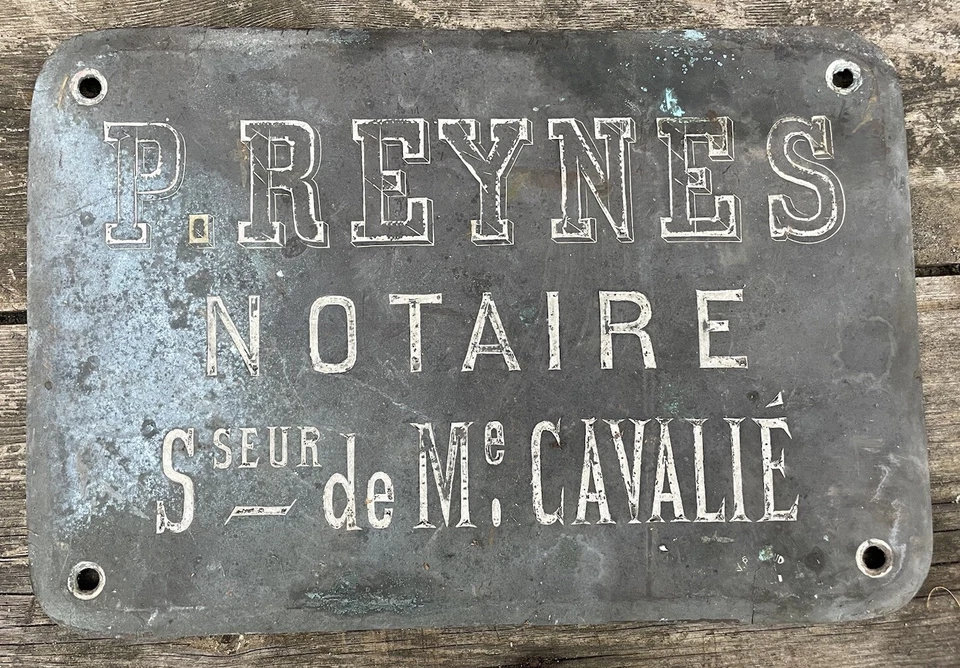 P. REYNES
NOTAIRE
SSEUR de Me. CAVALIÉ